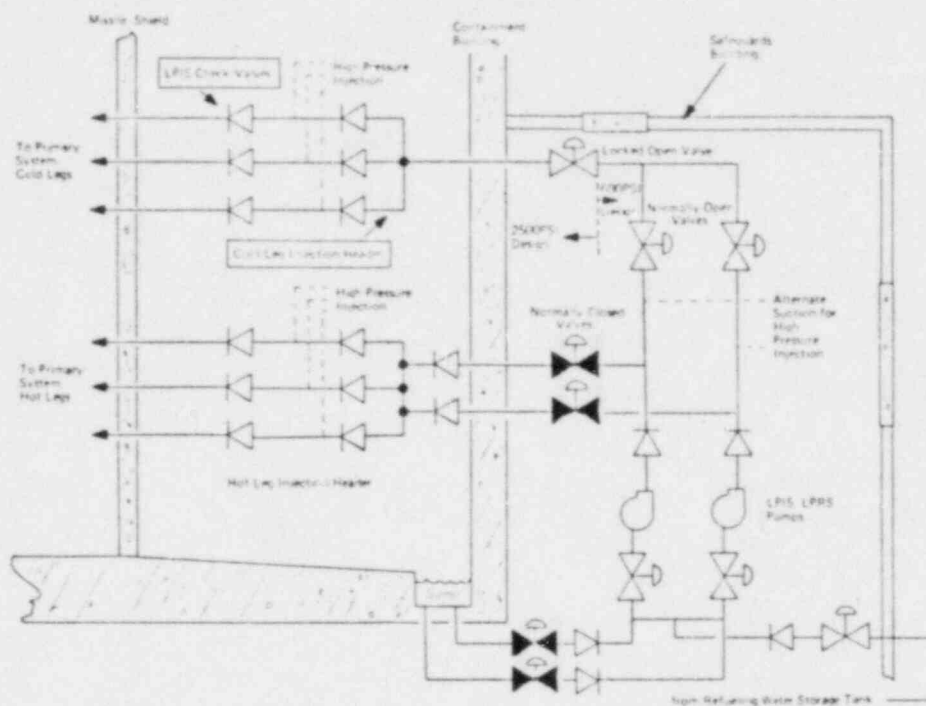 Missile Shield
Containment
Building
Safeguards
Building
LPIS Check Valves
High Pressure
Injection
To Primary
System
Cold Legs
Locked Open Valve
600PSI
Normally Open
Valves
2500PSI
Design
Cold Leg Injection Header
High Pressure
Injection
Normally Closed
Valves
Alternate
Suction for
High
Pressure
Injection
To Primary
System
Hot Legs
Hot Leg Injection Header
LPIS, LPRS
Pumps
Sump
from Refueling Water Storage Tank